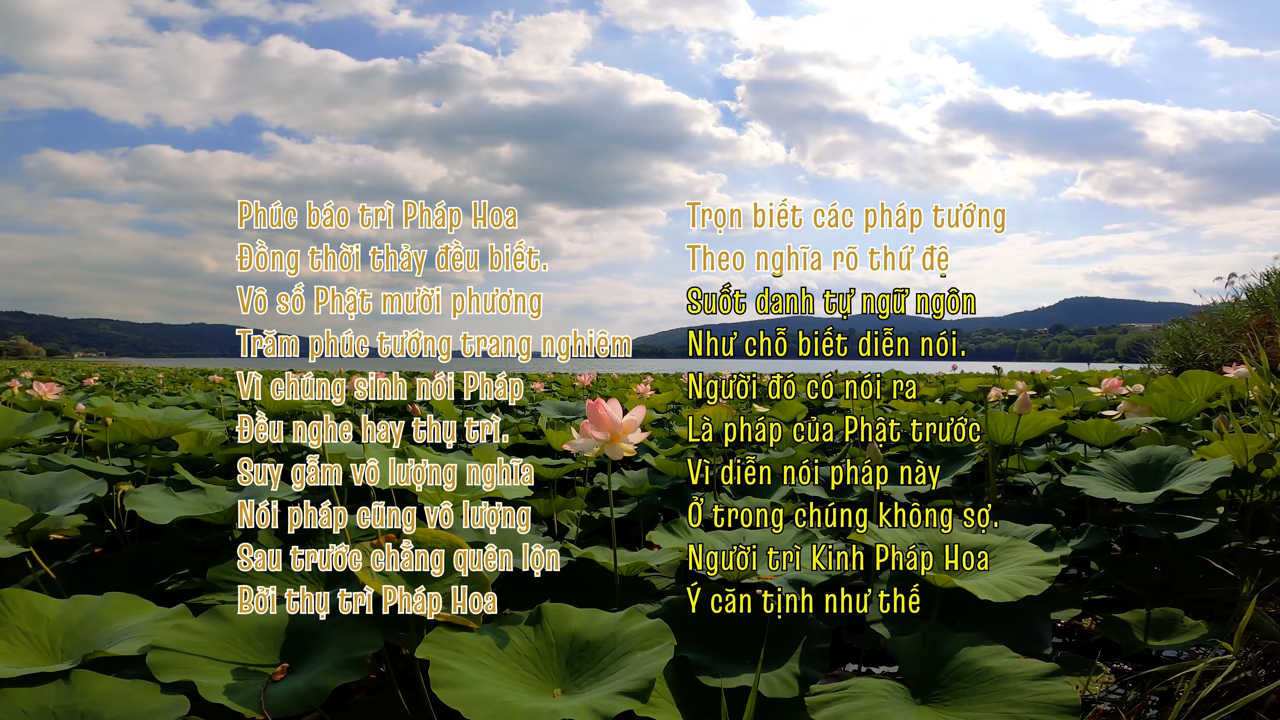 Phúc báo trì Pháp Hoa
Đồng thời thảy đều biết.
Vô số Phật mười phương
Trăm phúc tướng trang nghiêm
Vì chúng sinh nói Pháp
Đều nghe hay thụ trì.
Suy gẫm vô lượng nghĩa
Nói pháp cũng vô lượng
Sau trước chẳng quên lộn
Bởi thụ trì Pháp Hoa
Trọn biết các pháp tướng
Theo nghĩa rõ thứ đệ
Suốt danh tự ngữ ngôn
Như chỗ biết diễn nói.
Người đó có nói ra
Là pháp của Phật trước
Vì diễn nói pháp này
Ở trong chúng không sợ.
Người trì Kinh Pháp Hoa
Ý căn tịnh như thế